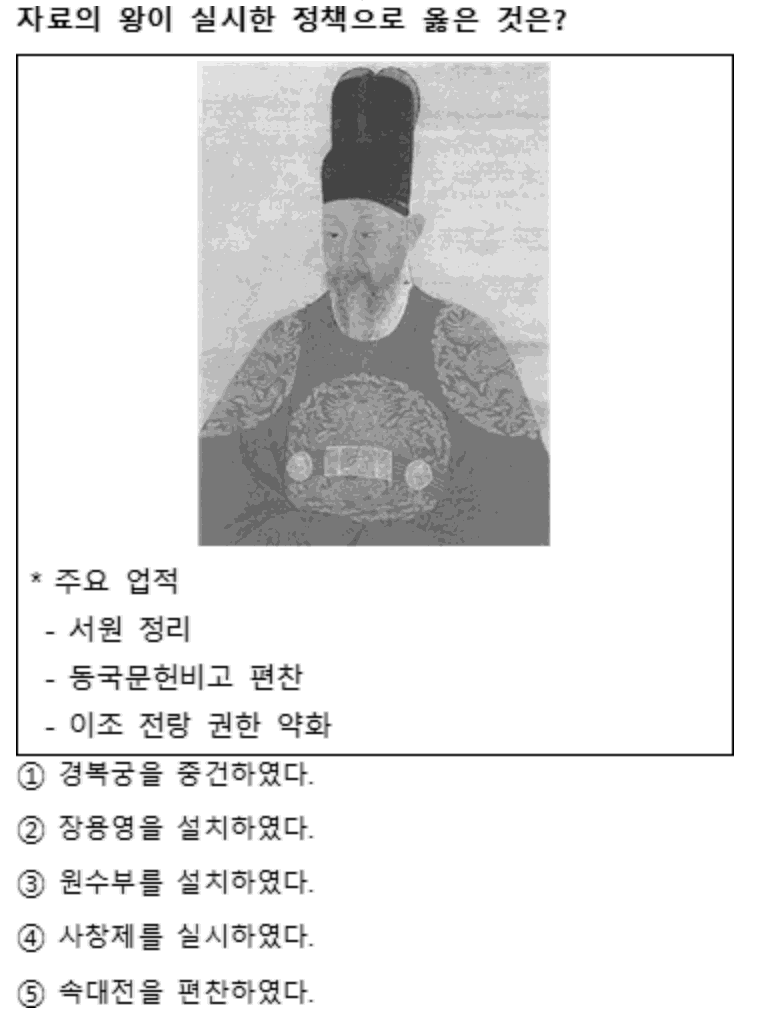 자료의 왕이 실시한 정책으로 옳은 것은?
* 주요 업적
- 서원 정리
- 동국문헌비고 편찬
- 이조 전랑 권한 약화
① 경복궁을 중건하였다.
② 장용영을 설치하였다.
③ 원수부를 설치하였다.
④ 사창제를 실시하였다.
⑤ 속대전을 편찬하였다.